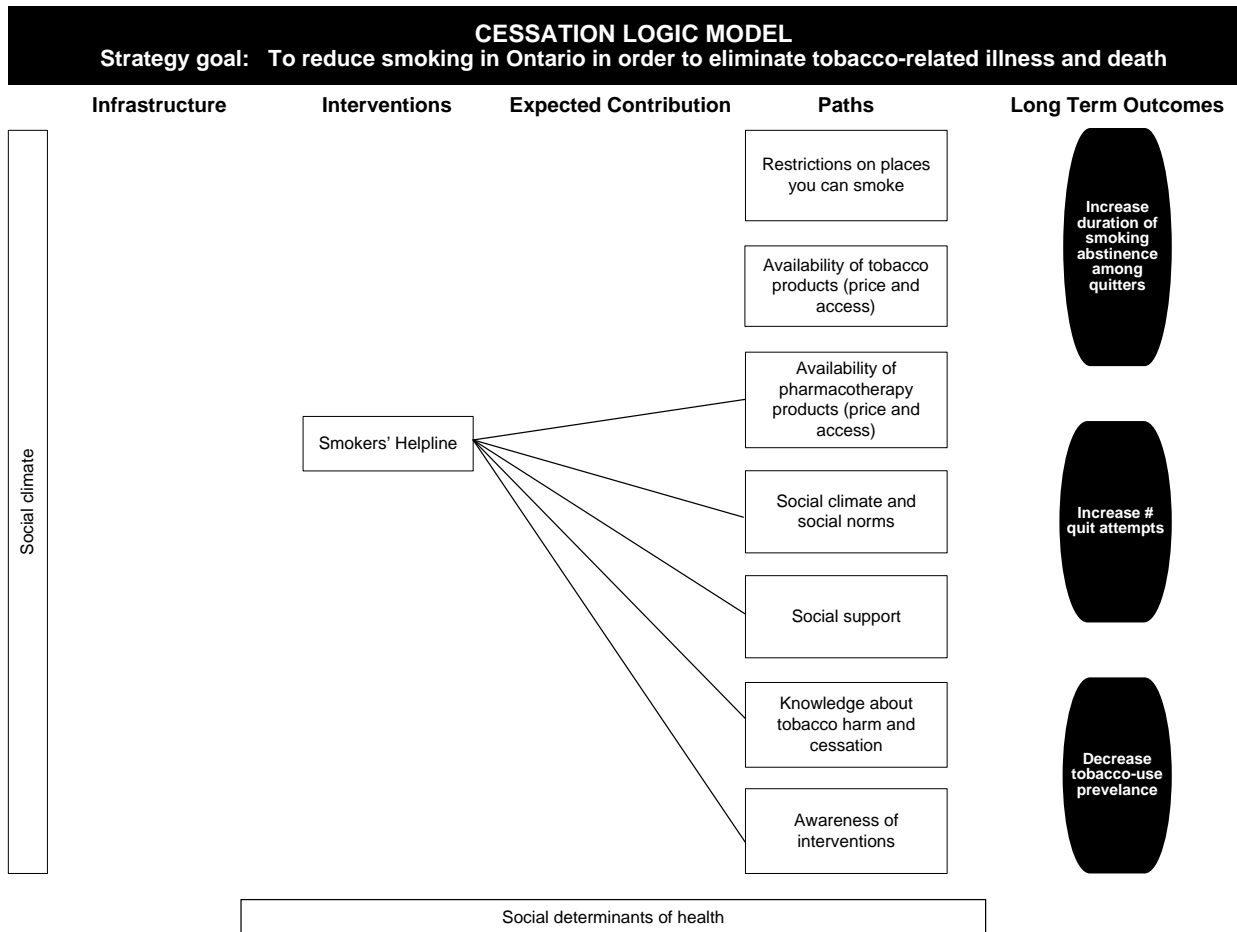 CESSATION LOGIC MODEL
Strategy goal: To reduce smoking in Ontario in order to eliminate tobacco-related illness and death
Infrastructure
Interventions
Expected Contribution
Paths
Long Term Outcomes
Social climate
Smokers' Helpline
Restrictions on places
you can smoke
Availability of tobacco
products (price and
access)
Availability of
pharmacotherapy
products (price and
access)
Social climate and
social norms
Social support
Knowledge about
tobacco harm and
cessation
Awareness of
interventions
Increase
duration of
smoking
abstinence
among
quitters
Increase #
quit attempts
Decrease
tobacco-use
prevelance
Social determinants of health